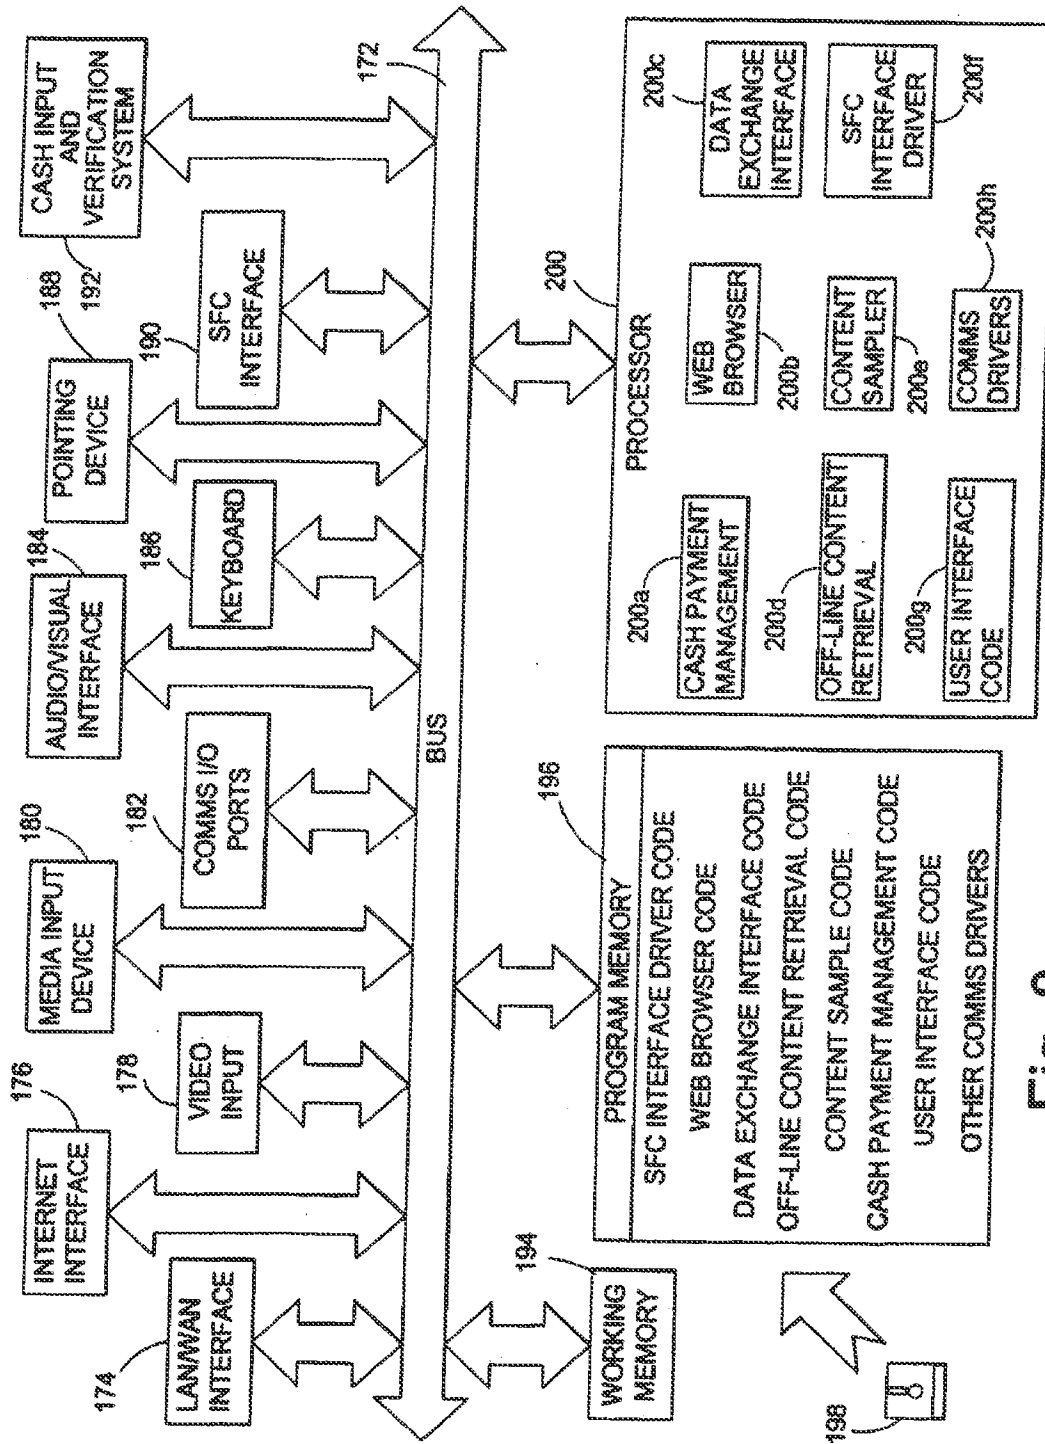 CASH INPUT
AND
VERIFICATION
SYSTEM
192
172
POINTING
DEVICE
188
SFC
INTERFACE
190
AUDIO/VISUAL
INTERFACE
184
KEYBOARD
186
MEDIA INPUT
DEVICE
180
COMMS I/O
PORTS
182
INTERNET
INTERFACE
176
VIDEO
INPUT
178
LAN/WAN
INTERFACE
174
BUS
WORKING
MEMORY
194
198
196
PROGRAM MEMORY
SFC INTERFACE DRIVER CODE
WEB BROWSER CODE
DATA EXCHANGE INTERFACE CODE
OFF-LINE CONTENT RETRIEVAL CODE
CONTENT SAMPLE CODE
CASH PAYMENT MANAGEMENT CODE
USER INTERFACE CODE
OTHER COMMS DRIVERS
200
PROCESSOR
200a
CASH PAYMENT
MANAGEMENT
WEB
BROWSER
200b
200c
DATA
EXCHANGE
INTERFACE
200d
OFF-LINE CONTENT
RETRIEVAL
CONTENT
SAMPLER
200e
SFC
INTERFACE
DRIVER
200f
200g
USER INTERFACE
CODE
COMMS
DRIVERS
200h